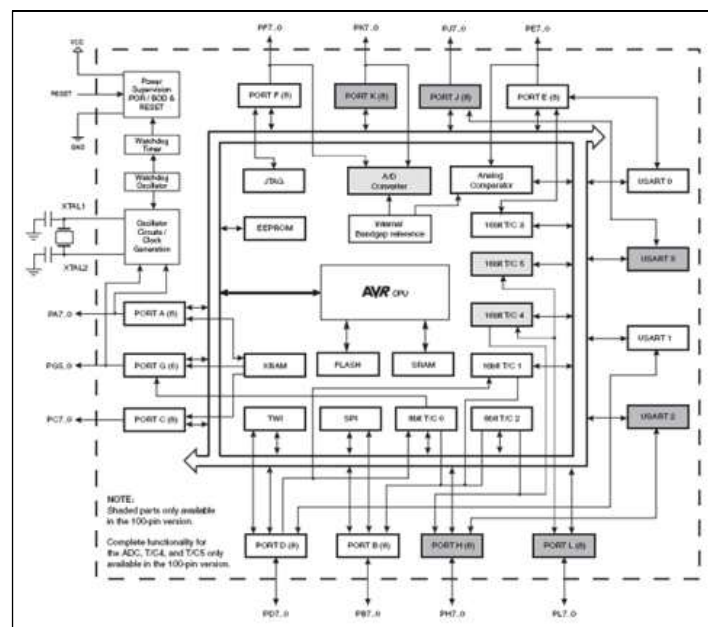 PF7..0
PK7..0
PJ7..0
PE7..0
VCC
RESET
GND
Power
Supervision
POR / BOD &
RESET
PORT F (8)
PORT K (8)
PORT J (8)
PORT E (8)
Watchdog
Timer
Watchdog
Oscillator
JTAG
A/D
Converter
Analog
Comparator
USART 0
XTAL1
XTAL2
Oscillator
Circuits /
Clock
Generation
EEPROM
Internal
Bandgap reference
16bit T/C 3
16bit T/C 5
USART 3
AVR CPU
16bit T/C 4
PA7..0
PORT A (8)
USART 1
PG5..0
PORT G (6)
XRAM
FLASH
SRAM
16bit T/C 1
PC7..0
PORT C (8)
TWI
SPI
8bit T/C 0
8bit T/C 2
USART 2
NOTE:
Shaded parts only available
in the 100-pin version.
Complete functionality for
the ADC, T/C4, and T/C5 only
available in the 100-pin version.
PORT D (8)
PORT B (8)
PORT H (8)
PORT L (8)
PD7..0
PB7..0
PH7..0
PL7..0